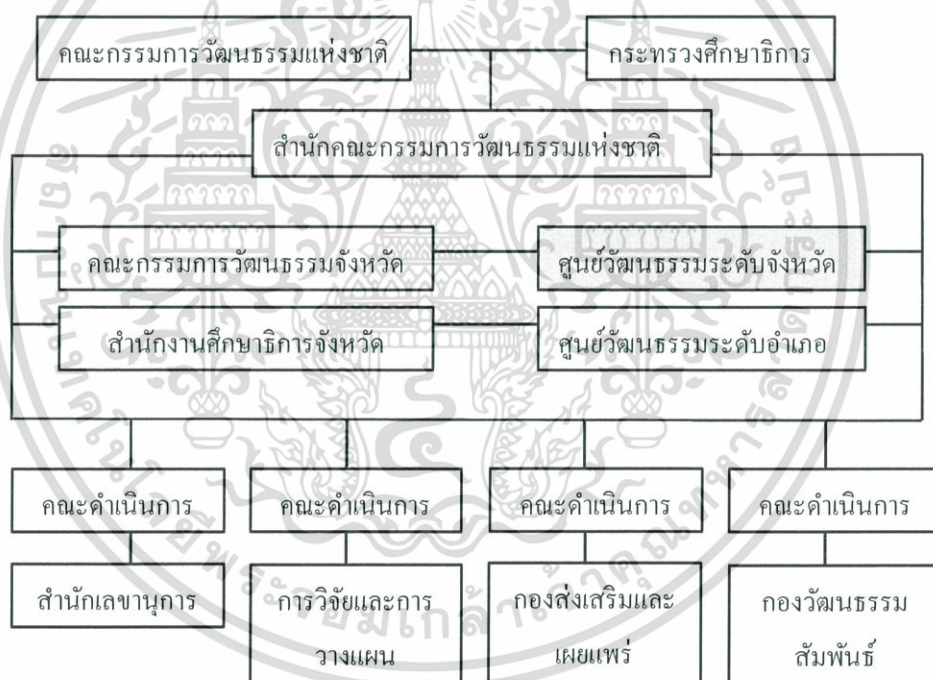 คณะกรรมการวัฒนธรรมแห่งชาติ
กระทรวงศึกษาธิการ
สำนักคณะกรรมการวัฒนธรรมแห่งชาติ
คณะกรรมการวัฒนธรรมจังหวัด
ศูนย์วัฒนธรรมระดับจังหวัด
สำนักงานศึกษาธิการจังหวัด
ศูนย์วัฒนธรรมระดับอำเภอ
คณะดำเนินการ
คณะดำเนินการ
คณะดำเนินการ
คณะดำเนินการ
สำนักเลขานุการ
การวิจัยและการ
วางแผน
กองส่งเสริมและ
เผยแพร่
กองวัฒนธรรม
สัมพันธ์